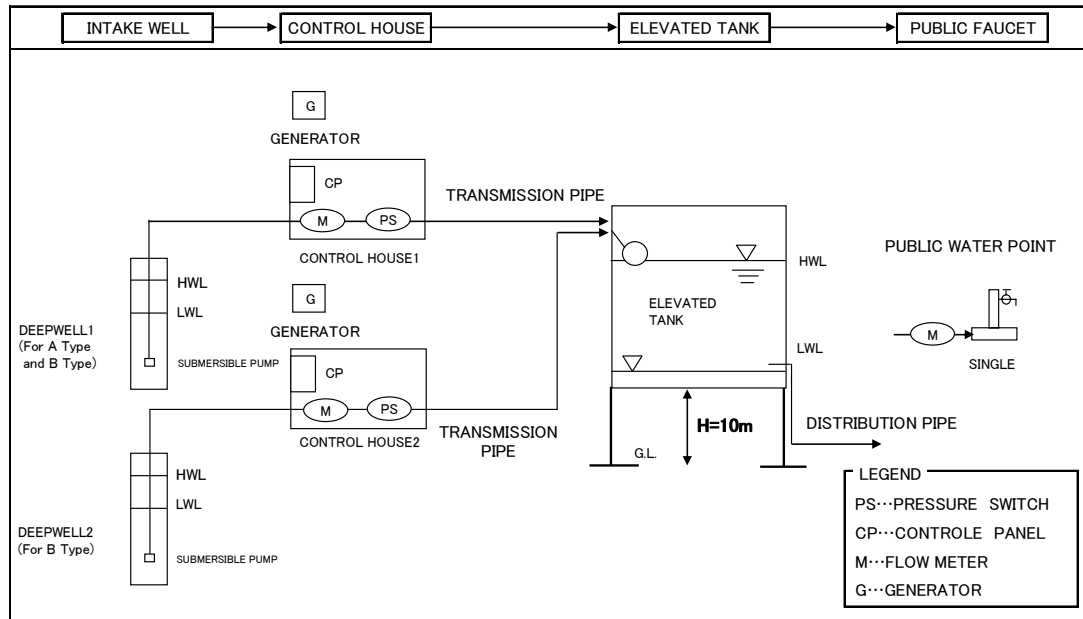 INTAKE WELL
CONTROL HOUSE
ELEVATED TANK
PUBLIC FAUCET
G
GENERATOR
CP
M
PS
CONTROL HOUSE1
TRANSMISSION PIPE
HWL
LWL
DEEPWELL1
(For A Type
and B Type)
SUBMERSIBLE PUMP
G
GENERATOR
CP
M
PS
CONTROL HOUSE2
TRANSMISSION
PIPE
HWL
LWL
DEEPWELL2
(For B Type)
SUBMERSIBLE PUMP
HWL
ELEVATED
TANK
LWL
H=10m
G.L.
DISTRIBUTION PIPE
PUBLIC WATER POINT
M
SINGLE
LEGEND
PS…PRESSURE SWITCH
CP…CONTROLE PANEL
M…FLOW METER
G…GENERATOR